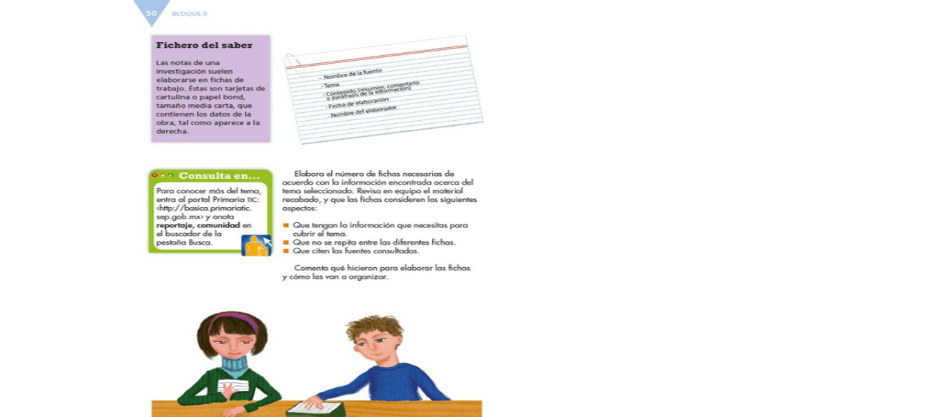 50 BLOQUE II
Fichero del saber
Las notas de una
investigación suelen
elaborarse en fichas de
trabajo. Éstas son tarjetas de
cartulina o papel bond,
tamaño media carta, que
contienen los datos de la
obra, tal como aparece a la
derecha.
- Nombre de la fuente
- Tema
- Contenido (resumen, comentario
o paráfrasis de la información)
- Fecha de elaboración
- Nombre del elaborador
Consulta en...
Para conocer más del tema,
entra al portal Primaria TIC:
<http://basica.primariatic.
sep.gob.mx> y anota
reportaje, comunidad en
el buscador de la
pestaña Busca.
Elabora el número de fichas necesarias de
acuerdo con la información encontrada acerca del
tema seleccionado. Revisa en equipo el material
recabado, y que las fichas consideren los siguientes
aspectos:
Que tengan la información que necesitas para
cubrir el tema.
Que no se repita entre las diferentes fichas.
Que citen las fuentes consultadas.
Comenta qué hicieron para elaborar las fichas
y cómo las van a organizar.